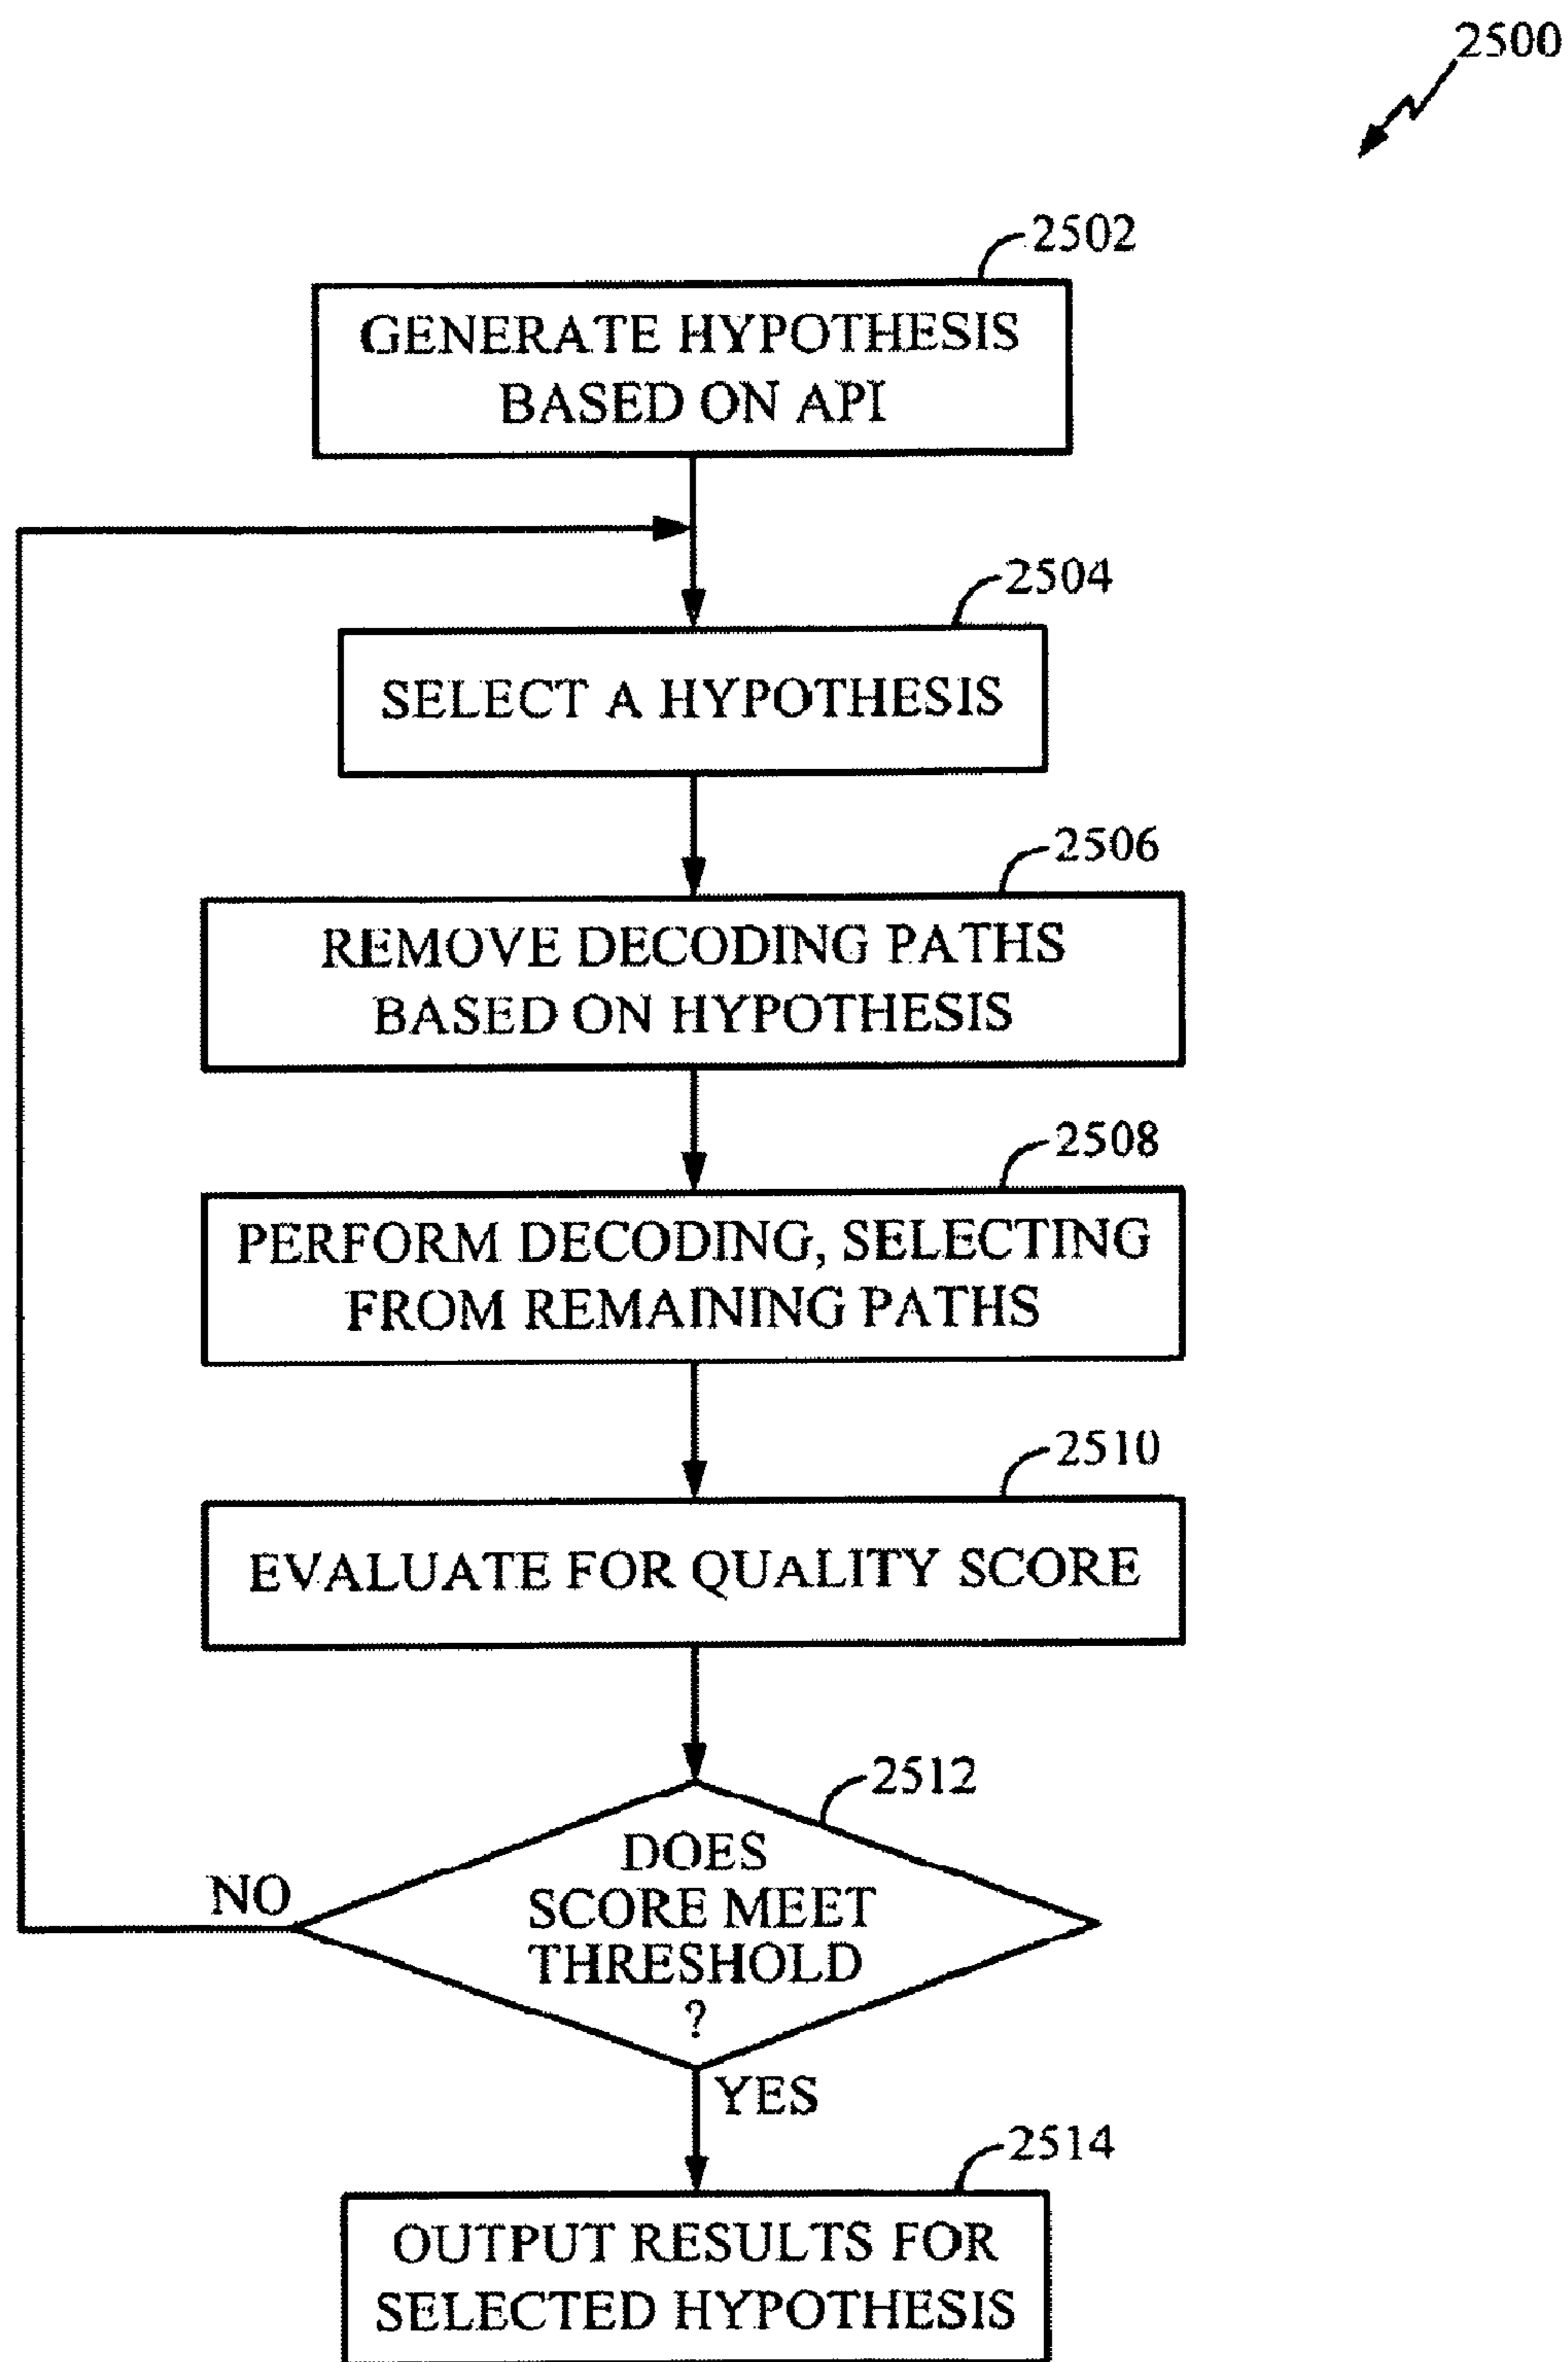 2500
2502
GENERATE HYPOTHESIS
BASED ON API
2504
SELECT A HYPOTHESIS
2506
REMOVE DECODING PATHS
BASED ON HYPOTHESIS
2508
PERFORM DECODING, SELECTING
FROM REMAINING PATHS
2510
EVALUATE FOR QUALITY SCORE
2512
DOES
SCORE MEET
THRESHOLD
?
NO
YES
2514
OUTPUT RESULTS FOR
SELECTED HYPOTHESIS